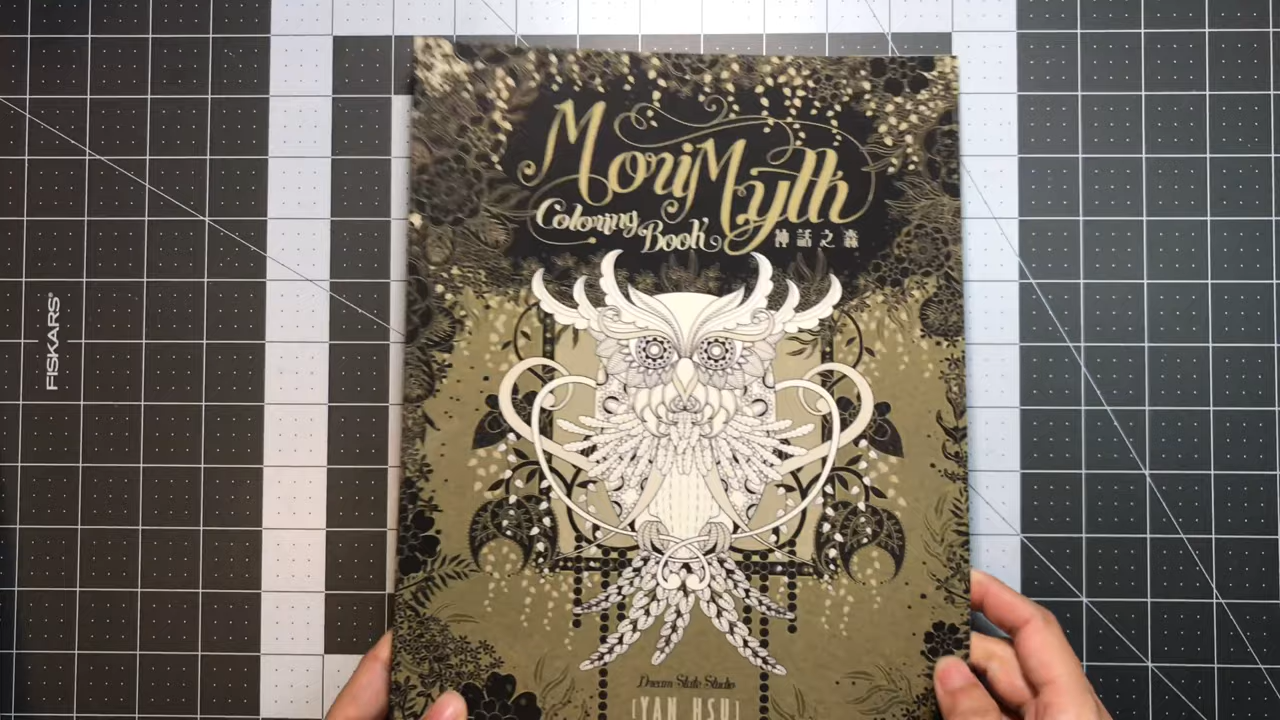 MoriMyth
Coloring Book
神話之森
FISKARS®
Dream State Studio
[YAN HSU]